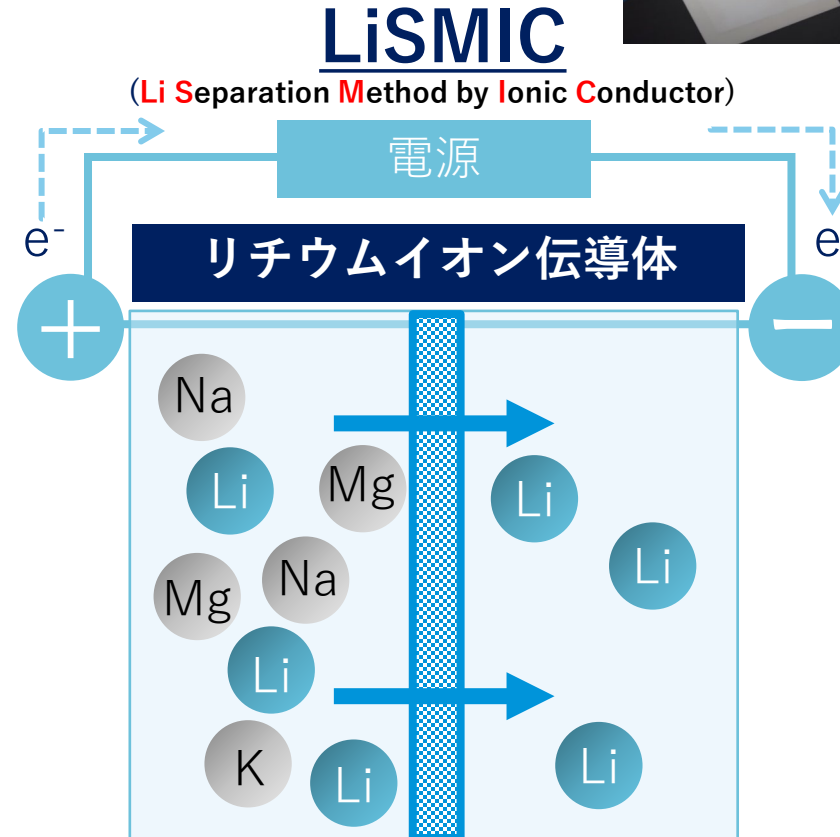 LiSMIC
(Li Separation Method by Ionic Conductor)
電源
e-
e
リチウムイオン伝導体
＋
ー
Na
Li
Mg
Li
Li
Mg
Na
Li
K
Li
Li